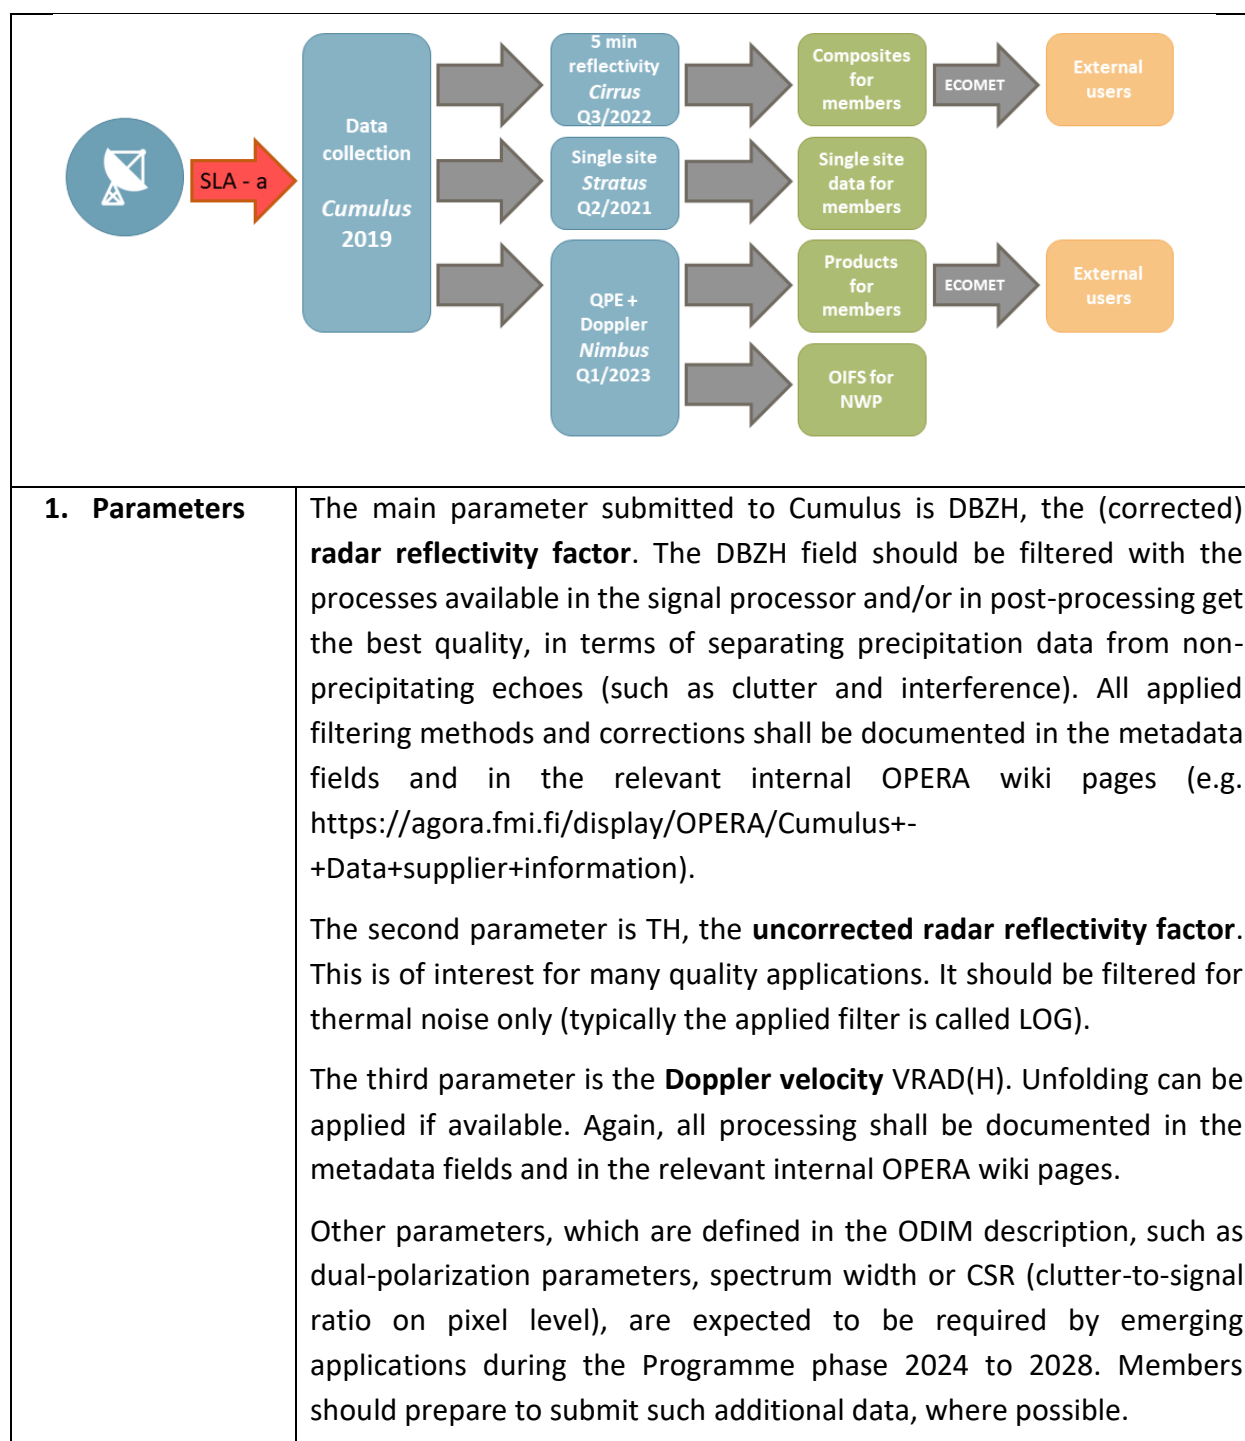 SLA - a
Data
collection
Cumulus
2019
5 min
reflectivity
Cirrus
Q3/2022
Composites
for
members
ECOMET
External
users
Single site
Stratus
Q2/2021
Single site
data for
members
QPE +
Doppler
Nimbus
Q1/2023
Products
for
members
ECOMET
External
users
OIFS for
NWP
1. Parameters
The main parameter submitted to Cumulus is DBZH, the (corrected)
radar reflectivity factor. The DBZH field should be filtered with the
processes available in the signal processor and/or in post-processing get
the best quality, in terms of separating precipitation data from non-
precipitating echoes (such as clutter and interference). All applied
filtering methods and corrections shall be documented in the metadata
fields and in the relevant internal OPERA wiki pages (e.g.
https://agora.fmi.fi/display/OPERA/Cumulus+-
+Data+supplier+information).
The second parameter is TH, the uncorrected radar reflectivity factor.
This is of interest for many quality applications. It should be filtered for
thermal noise only (typically the applied filter is called LOG).
The third parameter is the Doppler velocity VRAD(H). Unfolding can be
applied if available. Again, all processing shall be documented in the
metadata fields and in the relevant internal OPERA wiki pages.
Other parameters, which are defined in the ODIM description, such as
dual-polarization parameters, spectrum width or CSR (clutter-to-signal
ratio on pixel level), are expected to be required by emerging
applications during the Programme phase 2024 to 2028. Members
should prepare to submit such additional data, where possible.